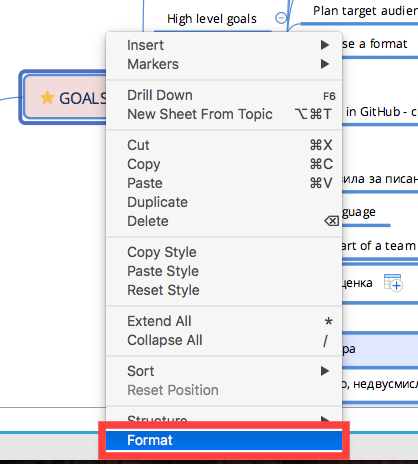 High level goals
Plan target audien
se a format
GOALS
in GitHub - c
вила за писан
guage
art of a team
ценка
ра
о, недвусмисл
Insert
Markers
Drill Down F6
New Sheet From Topic ⌥⌘T
Cut ⌘X
Copy ⌘C
Paste ⌘V
Duplicate
Delete ⌫
Copy Style
Paste Style
Reset Style
Extend All *
Collapse All /
Sort
Reset Position
Structure
Format